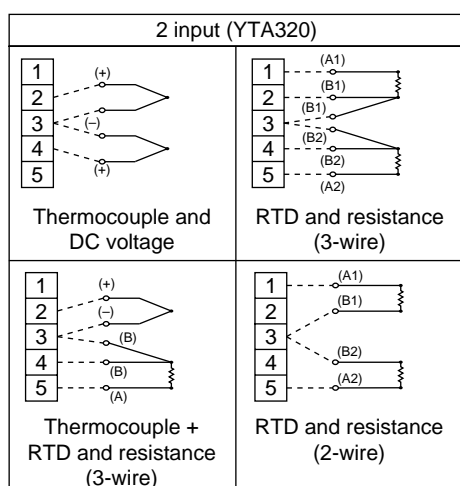 2 input (YTA320)
1
2
3
4
5
(+)
(–)
(+)
Thermocouple and
DC voltage
1
2
3
4
5
(A1)
(B1)
(B1)
(B2)
(B2)
(A2)
RTD and resistance
(3-wire)
1
2
3
4
5
(+)
(–)
(B)
(B)
(A)
Thermocouple +
RTD and resistance
(3-wire)
1
2
3
4
5
(A1)
(B1)
(B2)
(A2)
RTD and resistance
(2-wire)